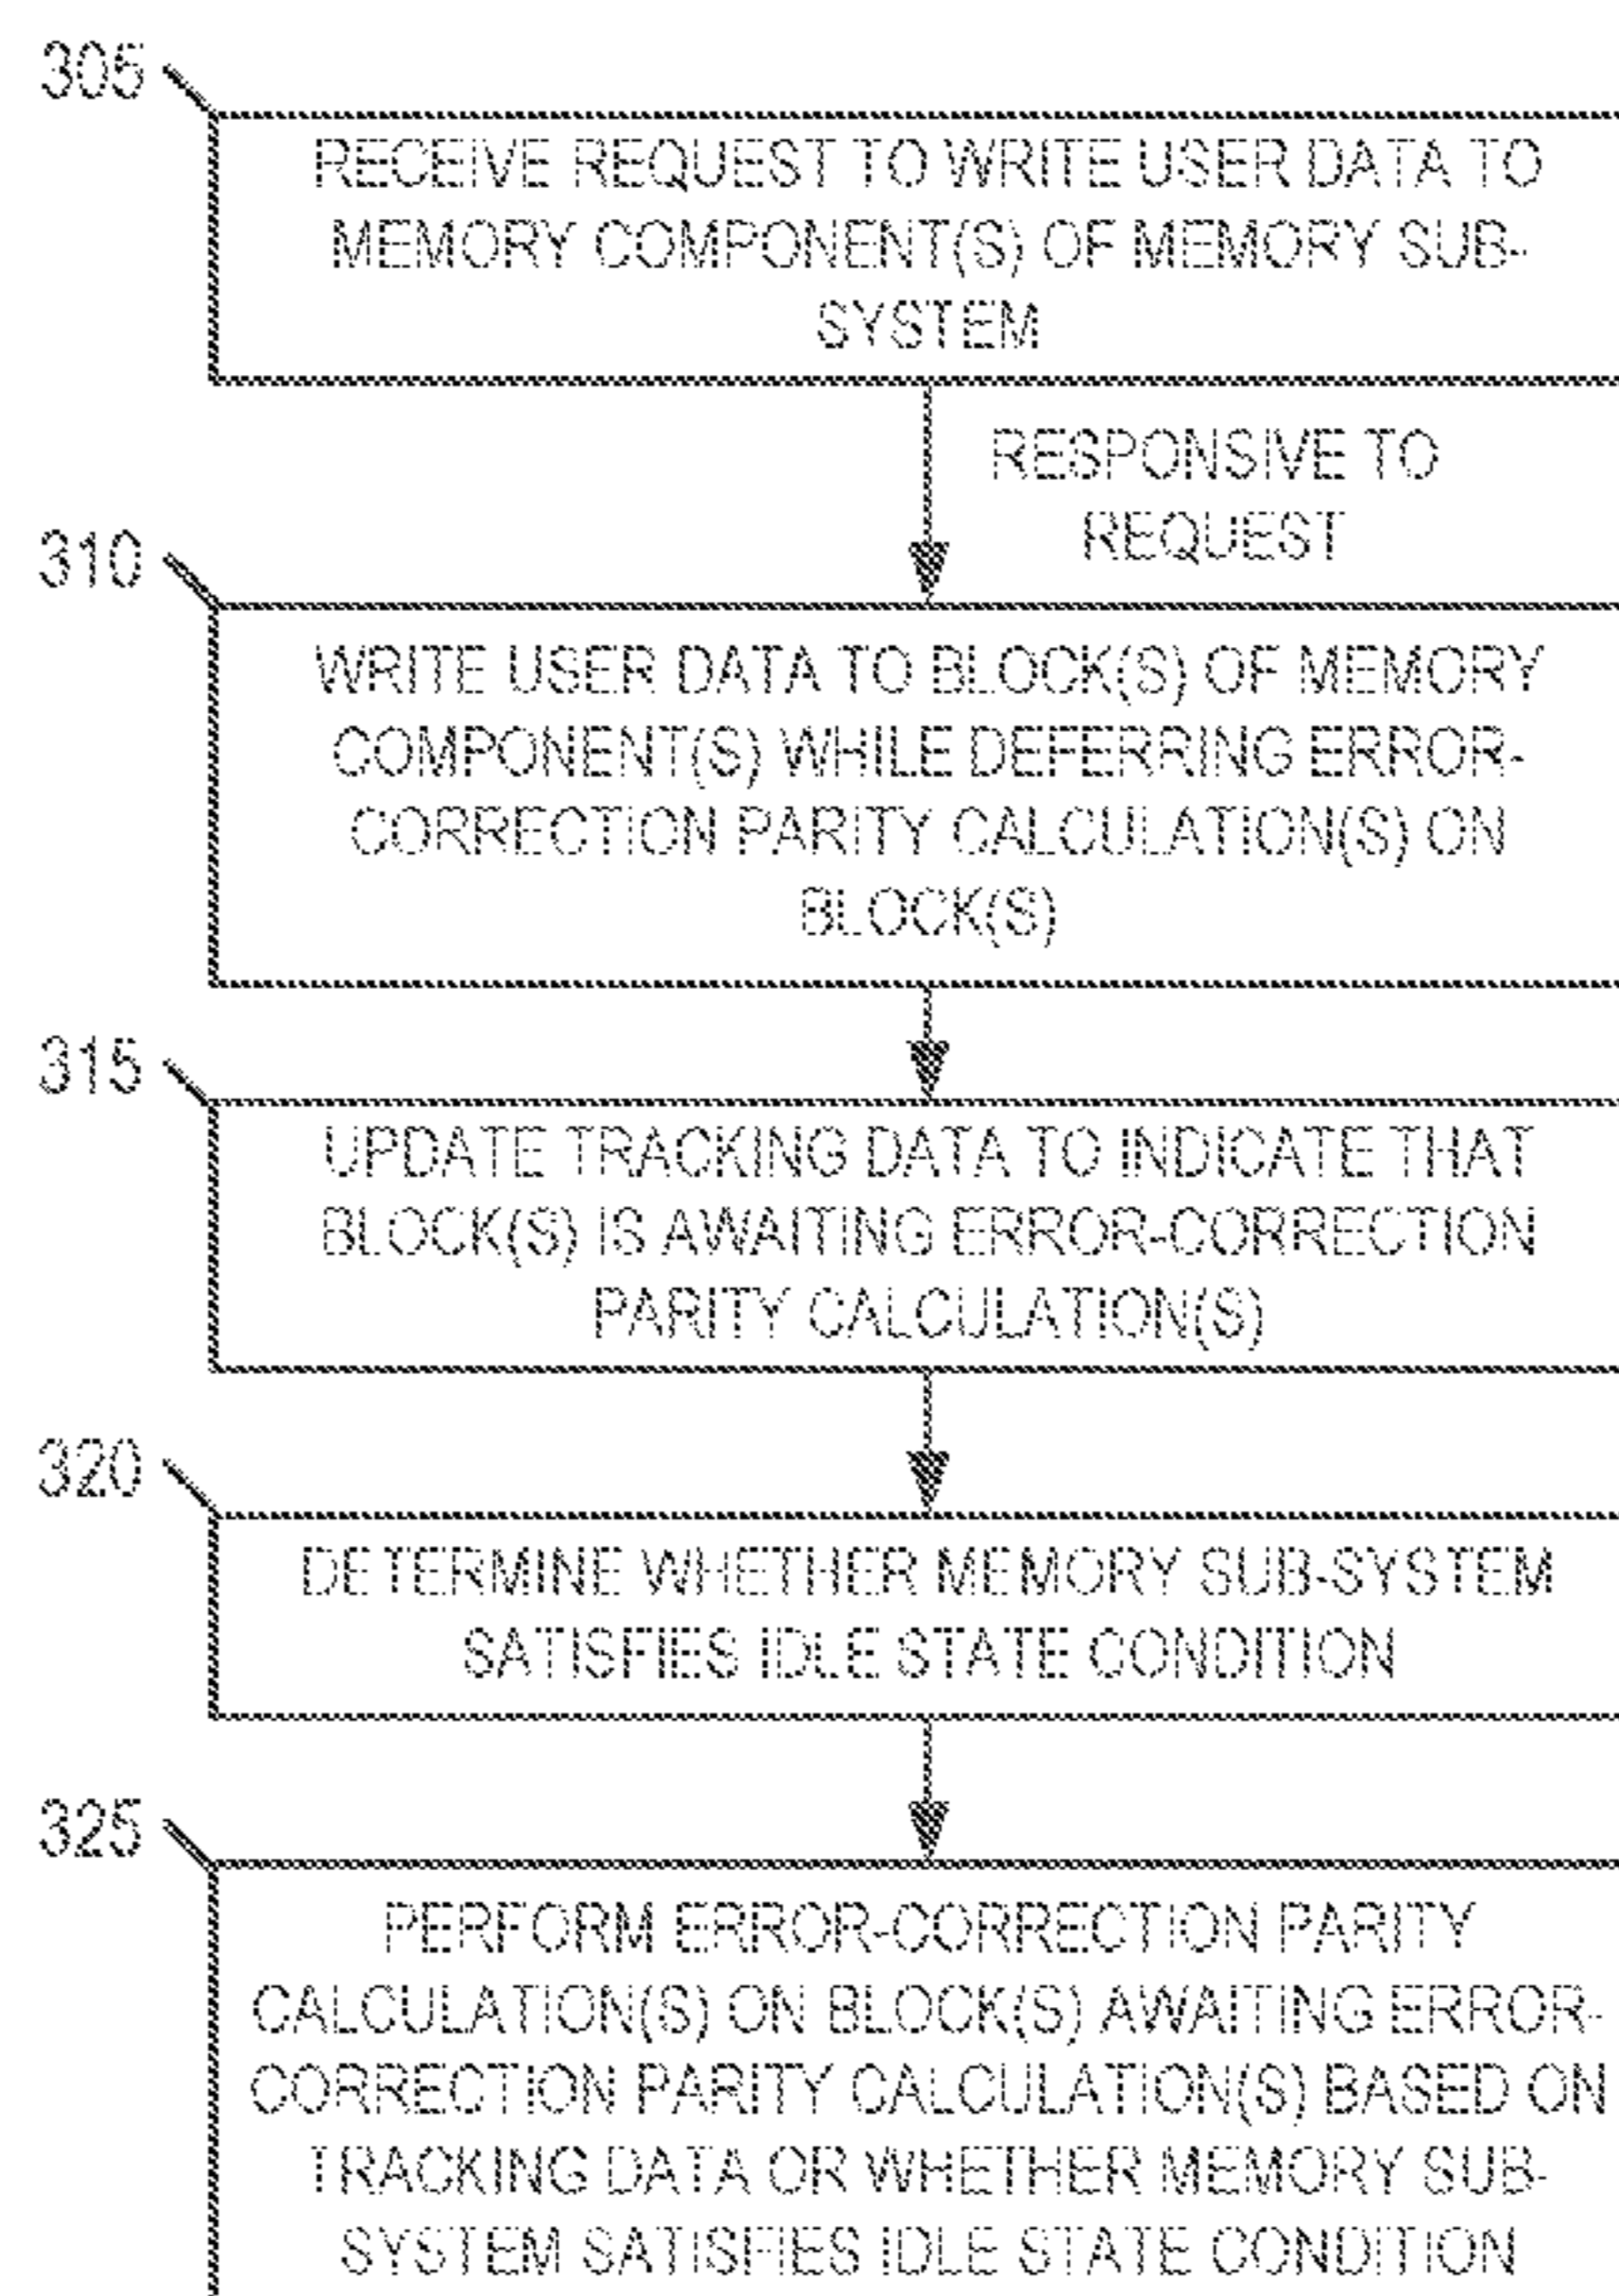 305
RECEIVE REQUEST TO WRITE USER DATA TO
MEMORY COMPONENT(S) OF MEMORY SUB-
SYSTEM
RESPONSIVE TO
REQUEST
310
WRITE USER DATA TO BLOCK(S) OF MEMORY
COMPONENT(S) WHILE DEFERRING ERROR-
CORRECTION PARITY CALCULATION(S) ON
BLOCK(S)
315
UPDATE TRACKING DATA TO INDICATE THAT
BLOCK(S) IS AWAITING ERROR-CORRECTION
PARITY CALCULATION(S)
320
DETERMINE WHETHER MEMORY SUB-SYSTEM
SATISFIES IDLE STATE CONDITION
325
PERFORM ERROR-CORRECTION PARITY
CALCULATION(S) ON BLOCK(S) AWAITING ERROR-
CORRECTION PARITY CALCULATION(S) BASED ON
TRACKING DATA OR WHETHER MEMORY SUB-
SYSTEM SATISFIES IDLE STATE CONDITION